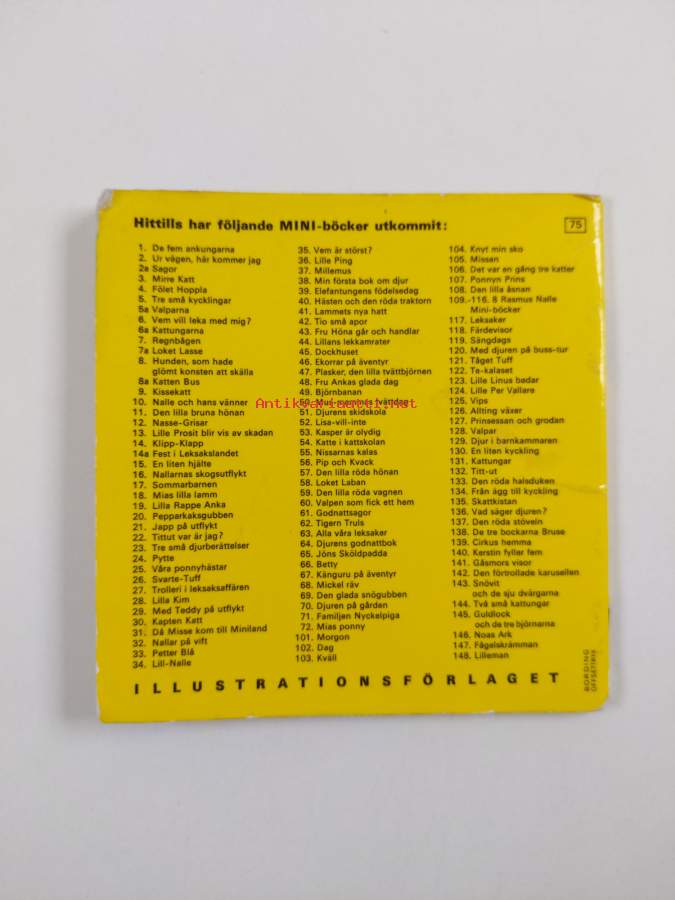 Hittills har följande MINI-böcker utkommit:
75
1. De fem ankungarna
2. Ur vägen, här kommer jag
2a Sagor
3. Mirre Katt
4. Fölet Hoppla
5. Tre små kycklingar
5a Valparna
6. Vem vill leka med mig?
6a Kattungarna
7. Regnbågen
7a Loket Lasse
8. Hunden, som hade
glömt konsten att skälla
8a Katten Bus
9. Kissekatt
10. Nalle och hans vänner
11. Den lilla bruna hönan
12. Nasse-Grisar
13. Lille Prosit blir vis av skadan
14. Klipp-Klapp
14a Fest i Leksakslandet
15. En liten hjälte
16. Nallarnas skogsutflykt
17. Sommarbarnen
18. Mias lilla lamm
19. Lilla Rappe Anka
20. Pepparkaksgubben
21. Japp på utflykt
22. Tittut var är jag?
23. Tre små djurberättelser
24. Pytte
25. Våra ponnyhästar
26. Svarte-Tuff
27. Trolleri i leksaksaffären
28. Lilla Kim
29. Med Teddy på utflykt
30. Kapten Katt
31. Då Misse kom till Miniland
32. Nallar på vift
33. Petter Blå
34. Lill-Nalle
35. Vem är störst?
36. Lille Ping
37. Millemus
38. Min första bok om djur
39. Elefantungens födelsedag
40. Hästen och den röda traktorn
41. Lammets nya hatt
42. Tio små apor
43. Fru Höna går och handlar
44. Lillans lekkamrater
45. Dockhuset
46. Ekorrar på äventyr
47. Plasker, den lilla tvättbjörnen
48. Fru Ankas glada dag
49. Björnbanan
50. tvättdag
51. Djurens skidskola
52. Lisa-vill-inte
53. Kasper är olydig
54. Katte i kattskolan
55. Nissarnas kalas
56. Pip och Kvack
57. Den lilla röda hönan
58. Loket Laban
59. Den lilla röda vagnen
60. Valpen som fick ett hem
61. Godnattsagor
62. Tigern Truls
63. Alla våra leksaker
64. Djurens godnattbok
65. Jöns Sköldpadda
66. Betty
67. Känguru på äventyr
68. Mickel räv
69. Den glada snögubben
70. Djuren på gården
71. Familjen Nyckelpiga
72. Mias ponny
101. Morgon
102. Dag
103. Kväll
104. Knyt min sko
105. Missan
106. Det var en gång tre katter
107. Ponnyn Prins
108. Den lilla åsnan
109.-116. 8 Rasmus Nalle
Mini-böcker
117. Leksaker
118. Färdevisor
119. Sängdags
120. Med djuren på buss-tur
121. Tåget Tuff
122. Te-kalaset
123. Lille Linus badar
124. Lille Per Vallare
125. Vips
126. Allting växer
127. Prinsessan och grodan
128. Valpar
129. Djur i barnkammaren
130. En liten kyckling
131. Kattungar
132. Titt-ut
133. Den röda halsduken
134. Från ägg till kyckling
135. Skattkistan
136. Vad säger djuren?
137. Den röda stöveln
138. De tre bockarna Bruse
139. Cirkus hemma
140. Kerstin fyller fem
141. Gåsmors visor
142. Den förtrollade karusellen
143. Snövit
och de sju dvärgarna
144. Två små kattungar
145. Guldlock
och de tre björnarna
146. Noas Ark
147. Fågelskrämman
148. Lilleman
ILLUSTRATIONSFÖRLAGET
BORDING
OFFSETTRYK
Antikvariaatti.net